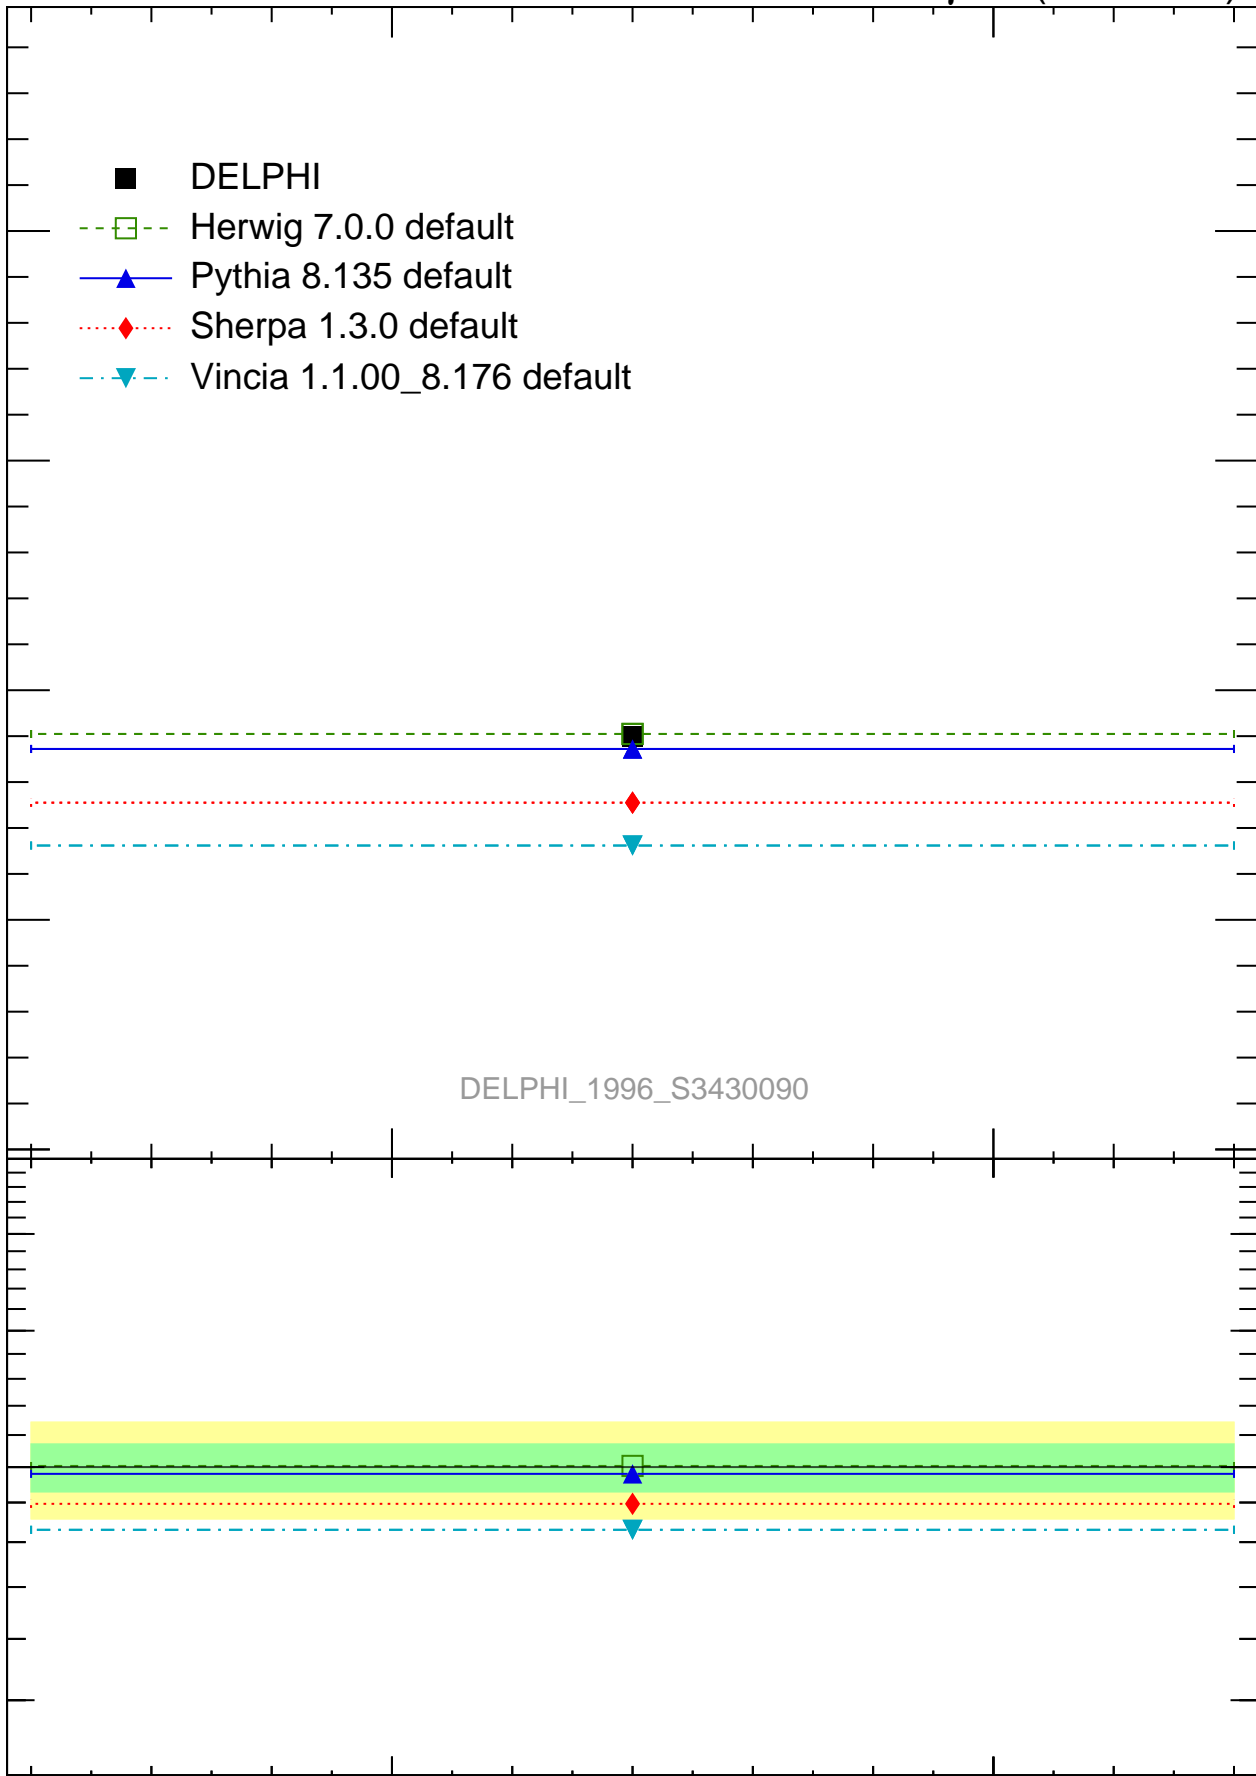 DELPHI
Herwig 7.0.0 default
Pythia 8.135 default
Sherpa 1.3.0 default
Vincia 1.1.00_8.176 default
DELPHI_1996_S3430090